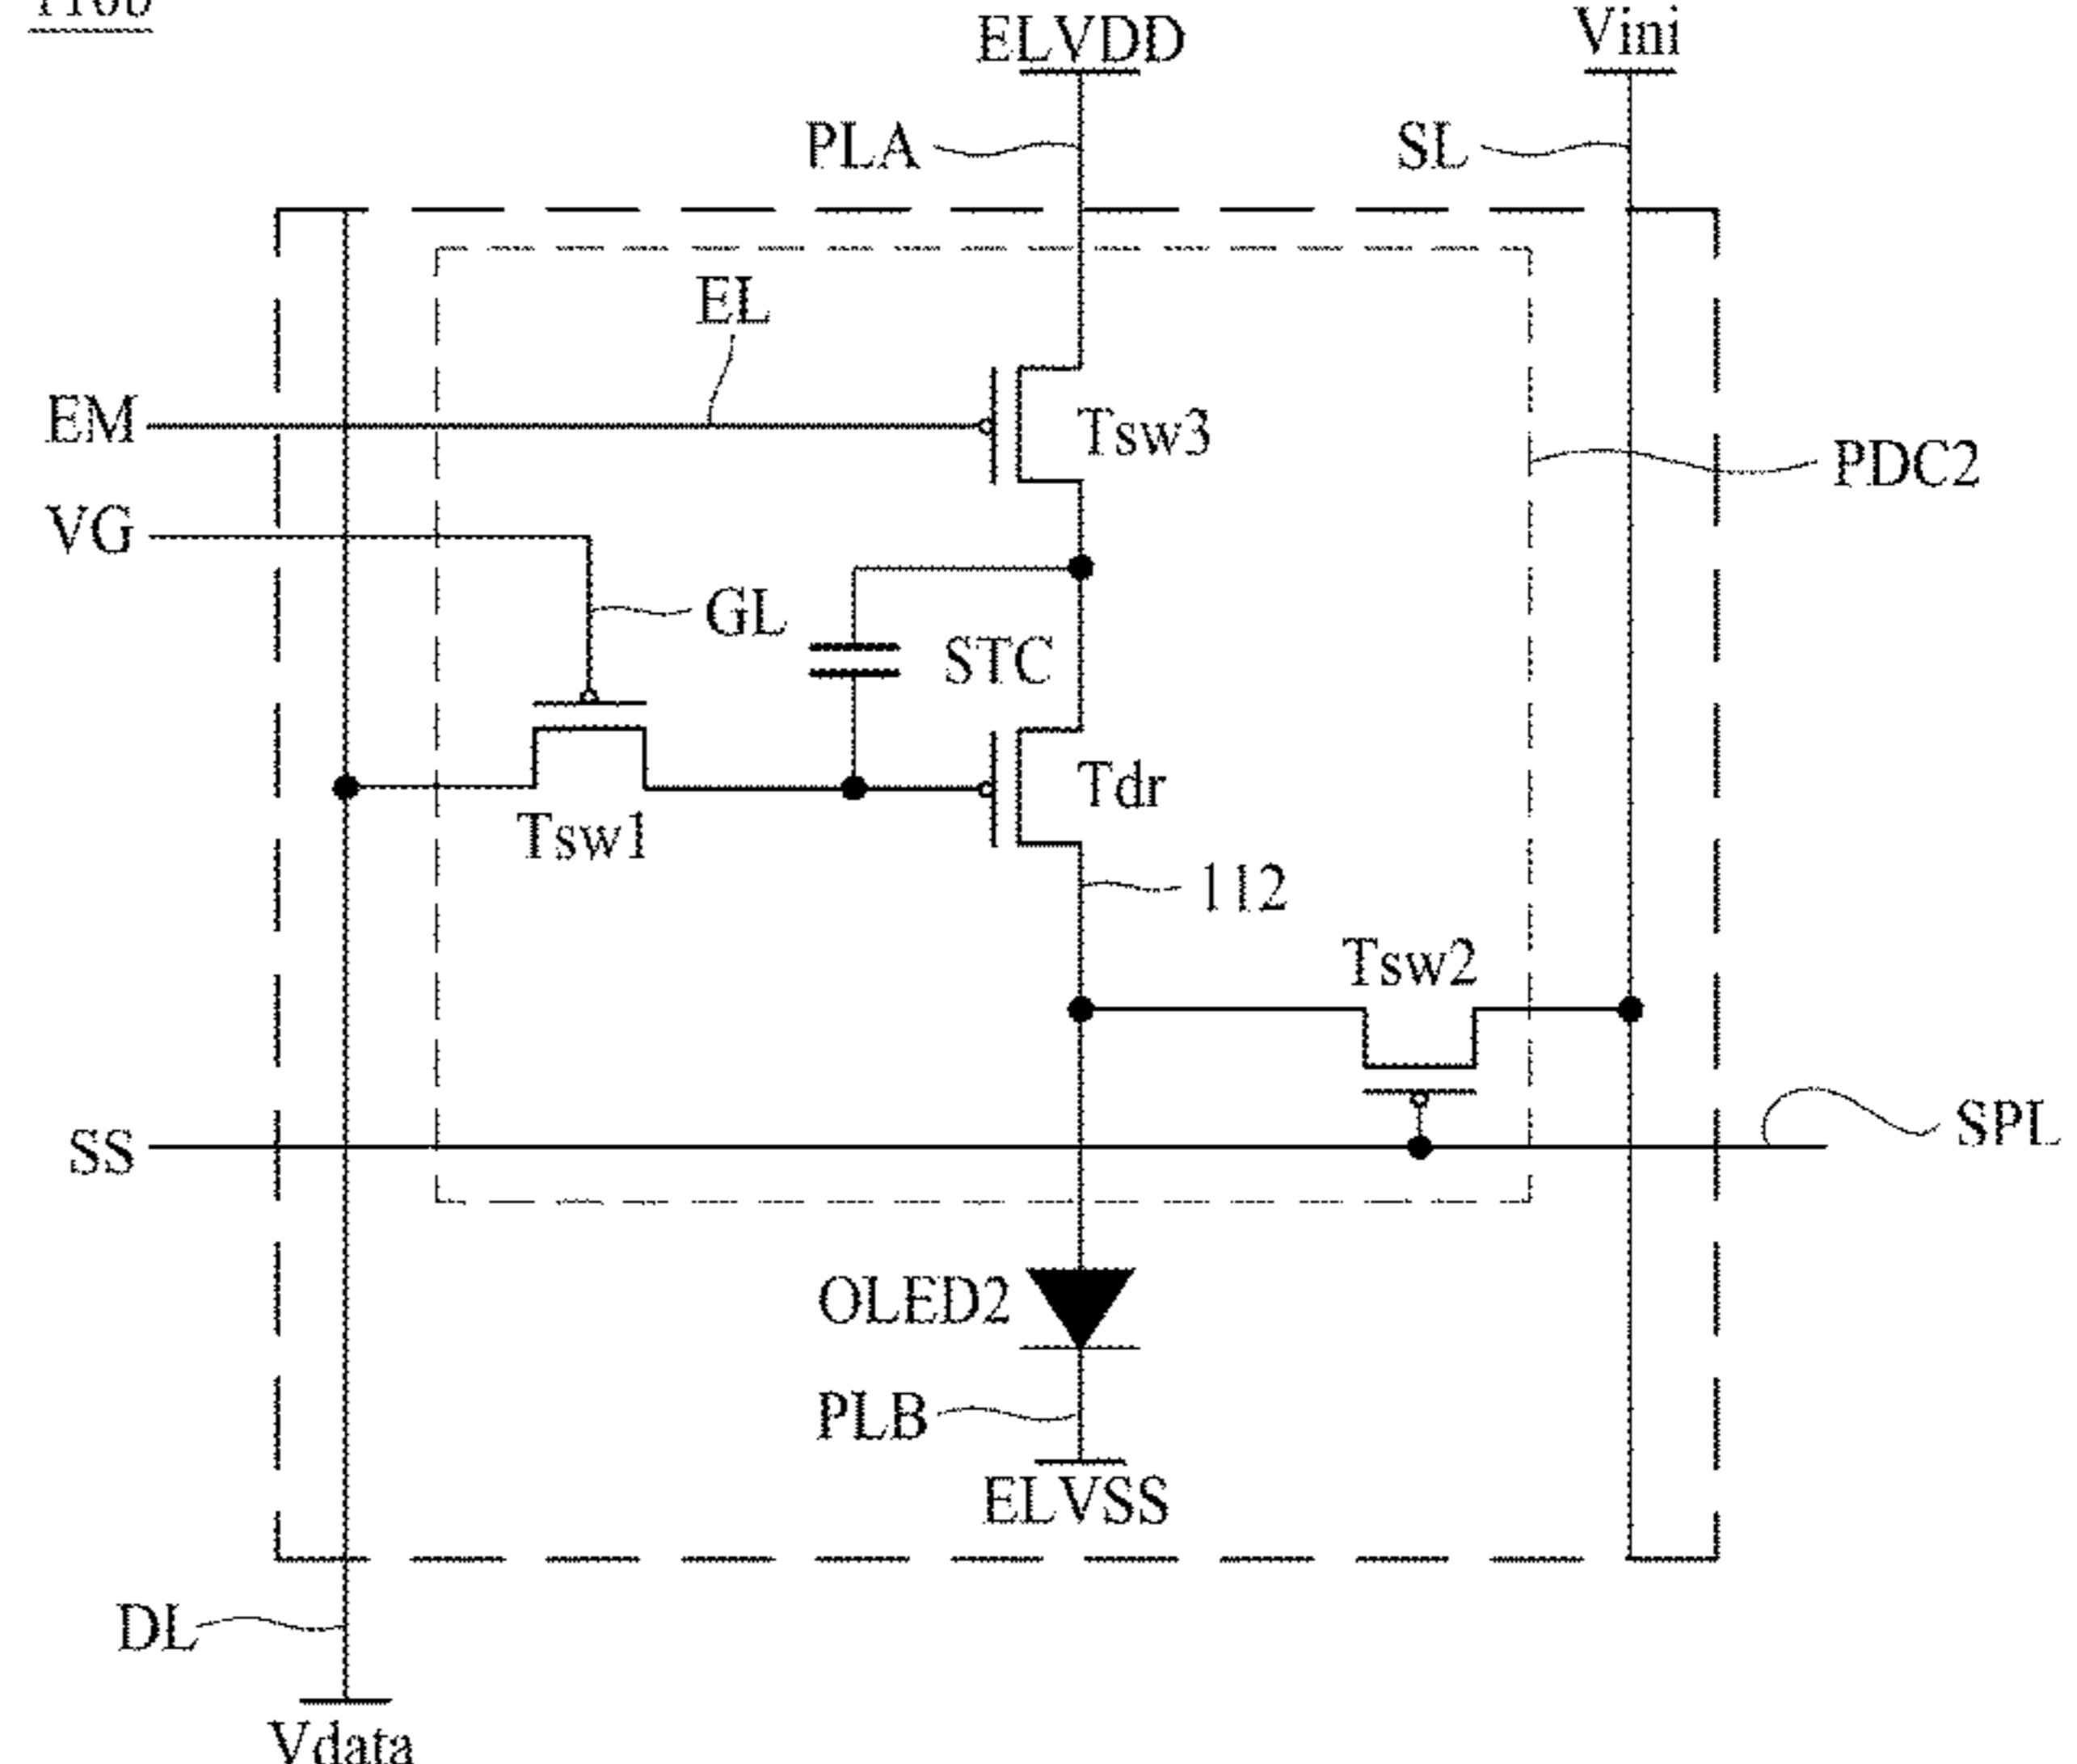 110b
ELVDD
Vini
PLA
SL
EL
EM
Tsw3
PDC2
VG
GL
STC
Tdr
Tsw1
112
Tsw2
SS
SPL
OLED2
PLB
ELVSS
DL
Vdata